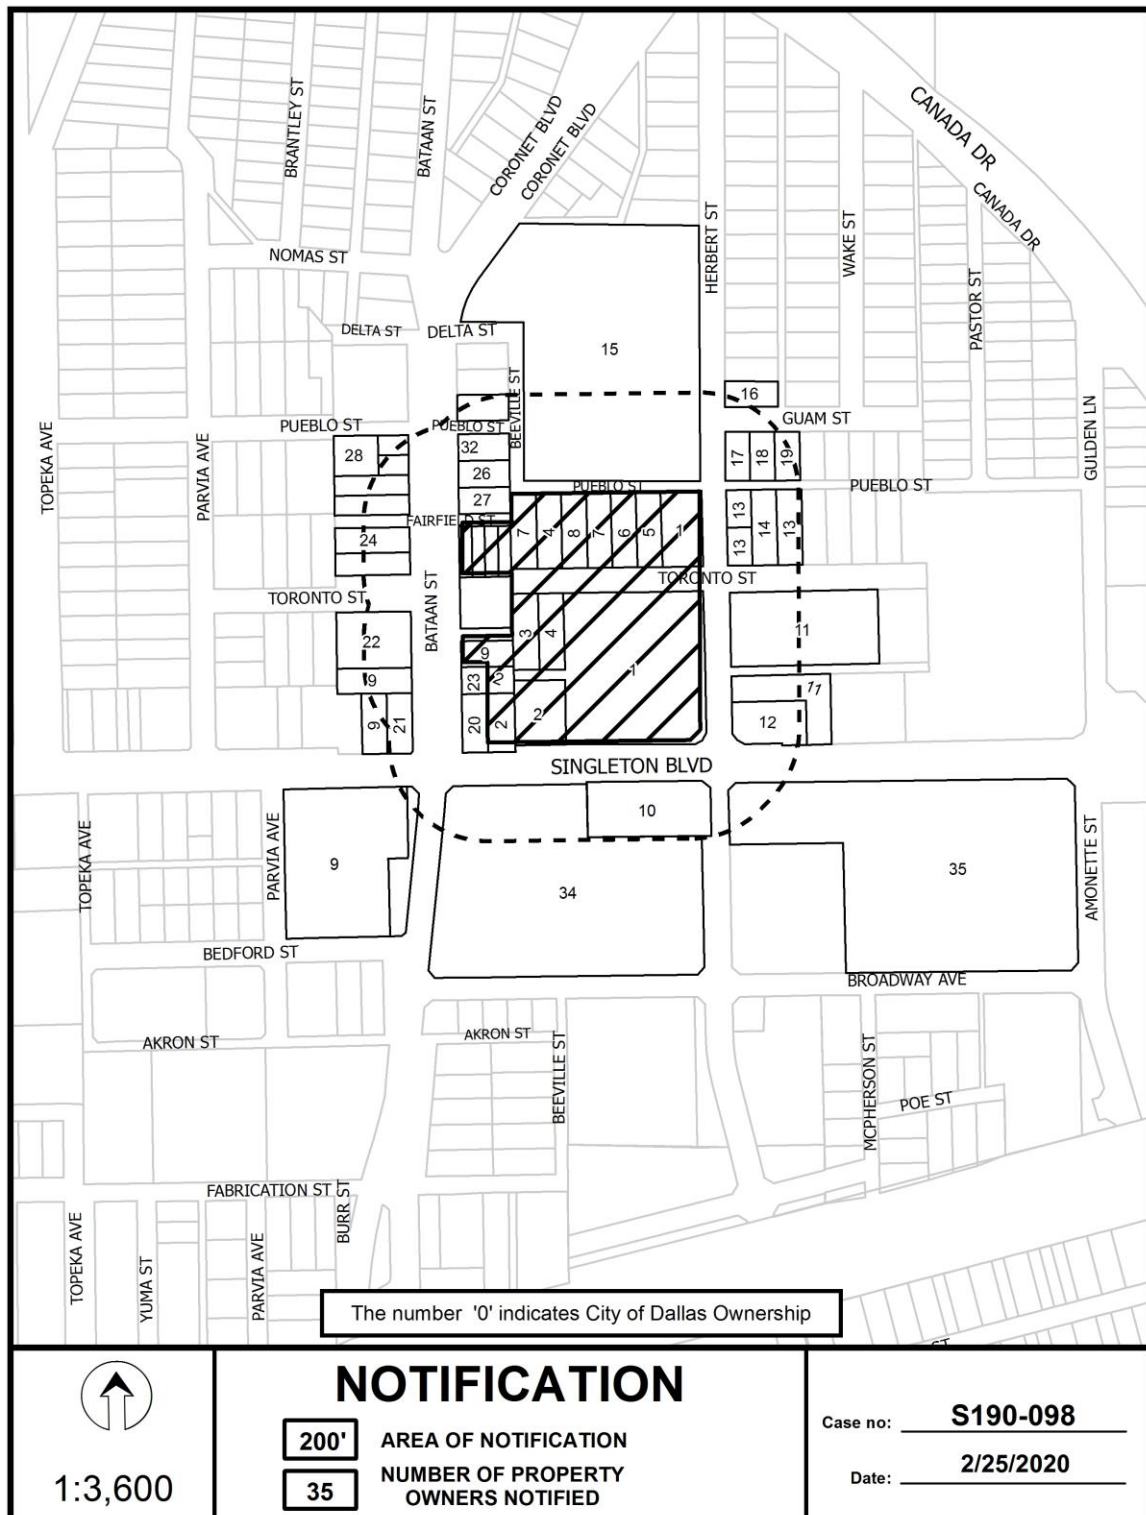 CANADA DR
CORONET BLVD
CORONET BLVD
BRANTLEY ST
BATAAN ST
CANADA DR
HERBERT ST
WAKE ST
NOMAS ST
PASTOR ST
DELTA ST
DELTA ST
15
BEEVILLE ST
16
GUAM ST
PUEBLO ST
PUEBLO ST
TOPEKA AVE
PARVIA AVE
GULDEN LN
28
32
17
18
19
26
PUEBLO ST
PUEBLO ST
27
FAIRFIELD ST
7
4
8
7
6
5
1
13
13
14
13
24
TORONTO ST
TORONTO ST
BATAAN ST
22
3
4
11
9
9
1
23
2
11
9
21
20
2
2
12
SINGLETON BLVD
10
TOPEKA AVE
PARVIA AVE
9
34
35
AMONETTE ST
BEDFORD ST
BROADWAY AVE
AKRON ST
AKRON ST
BEEVILLE ST
MCPHERSON ST
POE ST
FABRICATION ST
BURR ST
TOPEKA AVE
YUMA ST
PARVIA AVE
The number '0' indicates City of Dallas Ownership
ST
1:3,600
NOTIFICATION
200' AREA OF NOTIFICATION
35 NUMBER OF PROPERTY
OWNERS NOTIFIED
Case no: S190-098
Date: 2/25/2020